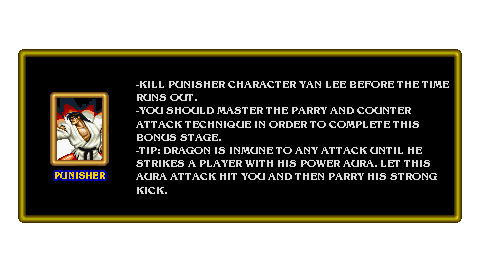 -KILL PUNISHER CHARACTER YAN LEE BEFORE THE TIME
RUNS OUT.
-YOU SHOULD MASTER THE PARRY AND COUNTER
ATTACK TECHNIQUE IN ORDER TO COMPLETE THIS
BONUS STAGE.
-TIP: DRAGON IS INMUNE TO ANY ATTACK UNTIL HE
STRIKES A PLAYER WITH HIS POWER AURA. LET THIS
AURA ATTACK HIT YOU AND THEN PARRY HIS STRONG
KICK.
PUNISHER